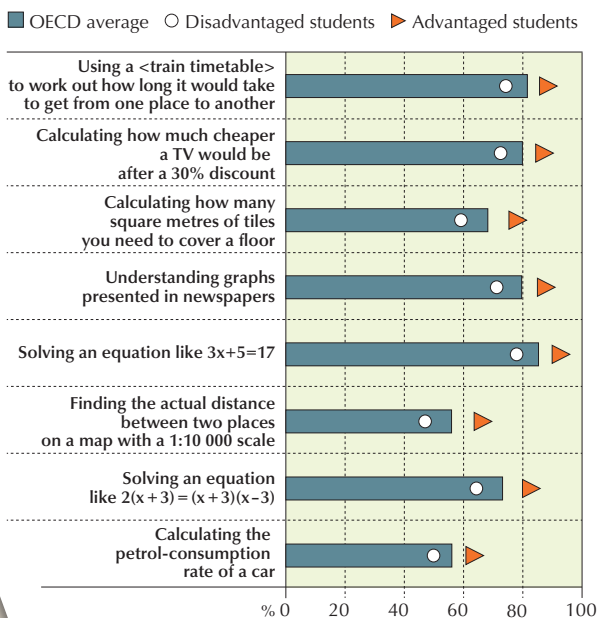 OECD average Disadvantaged students Advantaged students
Using a <train timetable>
to work out how long it would take
to get from one place to another
Calculating how much cheaper
a TV would be
after a 30% discount
Calculating how many
square metres of tiles
you need to cover a floor
Understanding graphs
presented in newspapers
Solving an equation like 3x+5=17
Finding the actual distance
between two places
on a map with a 1:10 000 scale
Solving an equation
like 2(x+3)=(x+3)(x-3)
Calculating the
petrol-consumption
rate of a car
% 0 20 40 60 80 100